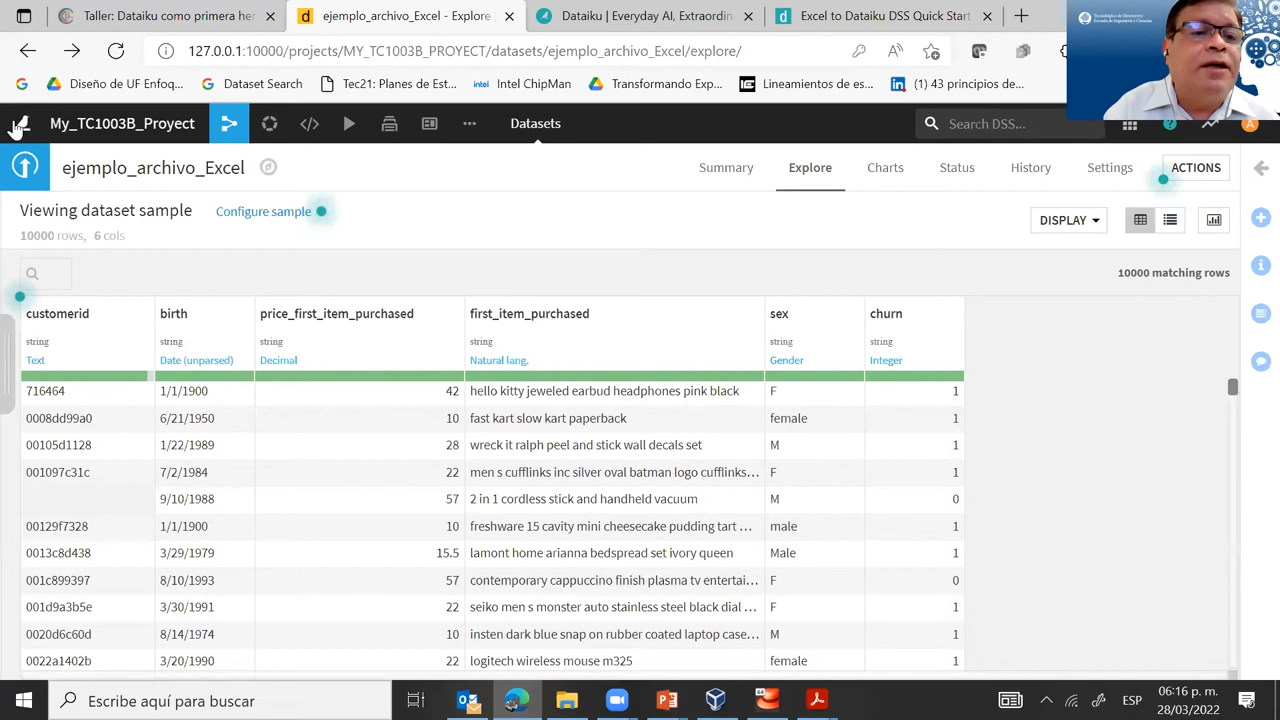 Taller: Dataiku como primera her
ejemplo_archivo_Excel - Explore
Dataiku | Everyday AI, Extraordin
Excel to Dataiku DSS Quick Start
127.0.0.1:10000/projects/MY_TC1003B_PROYECT/datasets/ejemplo_archivo_Excel/explore/
Diseño de UF Enfoq...
Dataset Search
Tec21: Planes de Est...
Intel ChipMan
Transformando Expe...
Lineamientos de es...
(1) 43 principios de
Tecnológico de Monterrey
Escuela de Ingeniería y Ciencias
My_TC1003B_Proyect
Datasets
Search DSS...
ejemplo_archivo_Excel
Summary Explore Charts Status History Settings ACTIONS
Viewing dataset sample Configure sample
DISPLAY
10000 rows, 6 cols
10000 matching rows
customerid birth price_first_item_purchased first_item_purchased sex churn
string string string string string string
Text Date (unparsed) Decimal Natural lang. Gender Integer
716464 1/1/1900 42 hello kitty jeweled earbud headphones pink black F 1
0008dd99a0 6/21/1950 10 fast kart slow kart paperback female 1
00105d1128 1/22/1989 28 wreck it ralph peel and stick wall decals set M 1
001097c31c 7/2/1984 22 men s cufflinks inc silver oval batman logo cufflinks... F 1
9/10/1988 57 2 in 1 cordless stick and handheld vacuum M 0
00129f7328 1/1/1900 10 freshware 15 cavity mini cheesecake pudding tart ... male 1
0013c8d438 3/29/1979 15.5 lamont home arianna bedspread set ivory queen Male 1
001c899397 8/10/1993 57 contemporary cappuccino finish plasma tv entertai... F 0
001d9a3b5e 3/30/1991 22 seiko men s monster auto stainless steel black dial ... F 1
0020d6c60d 8/14/1974 10 insten dark blue snap on rubber coated laptop case... M 1
0022a1402b 3/20/1990 22 logitech wireless mouse m325 female 1
Escribe aquí para buscar
ESP
06:16 p. m.
28/03/2022